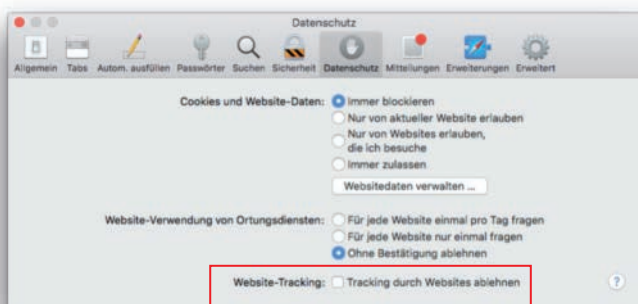 Datenschutz
Allgemein Tabs Autom. ausfüllen Passwörter Suchen Sicherheit Datenschutz Mitteilungen Erweiterungen Erweitert
Cookies und Website-Daten: Immer blockieren
Nur von aktueller Website erlauben
Nur von Websites erlauben,
die ich besuche
Immer zulassen
Websitedaten verwalten ...
Website-Verwendung von Ortungsdiensten: Für jede Website einmal pro Tag fragen
Für jede Website nur einmal fragen
Ohne Bestätigung ablehnen
Website-Tracking: Tracking durch Websites ablehnen ?